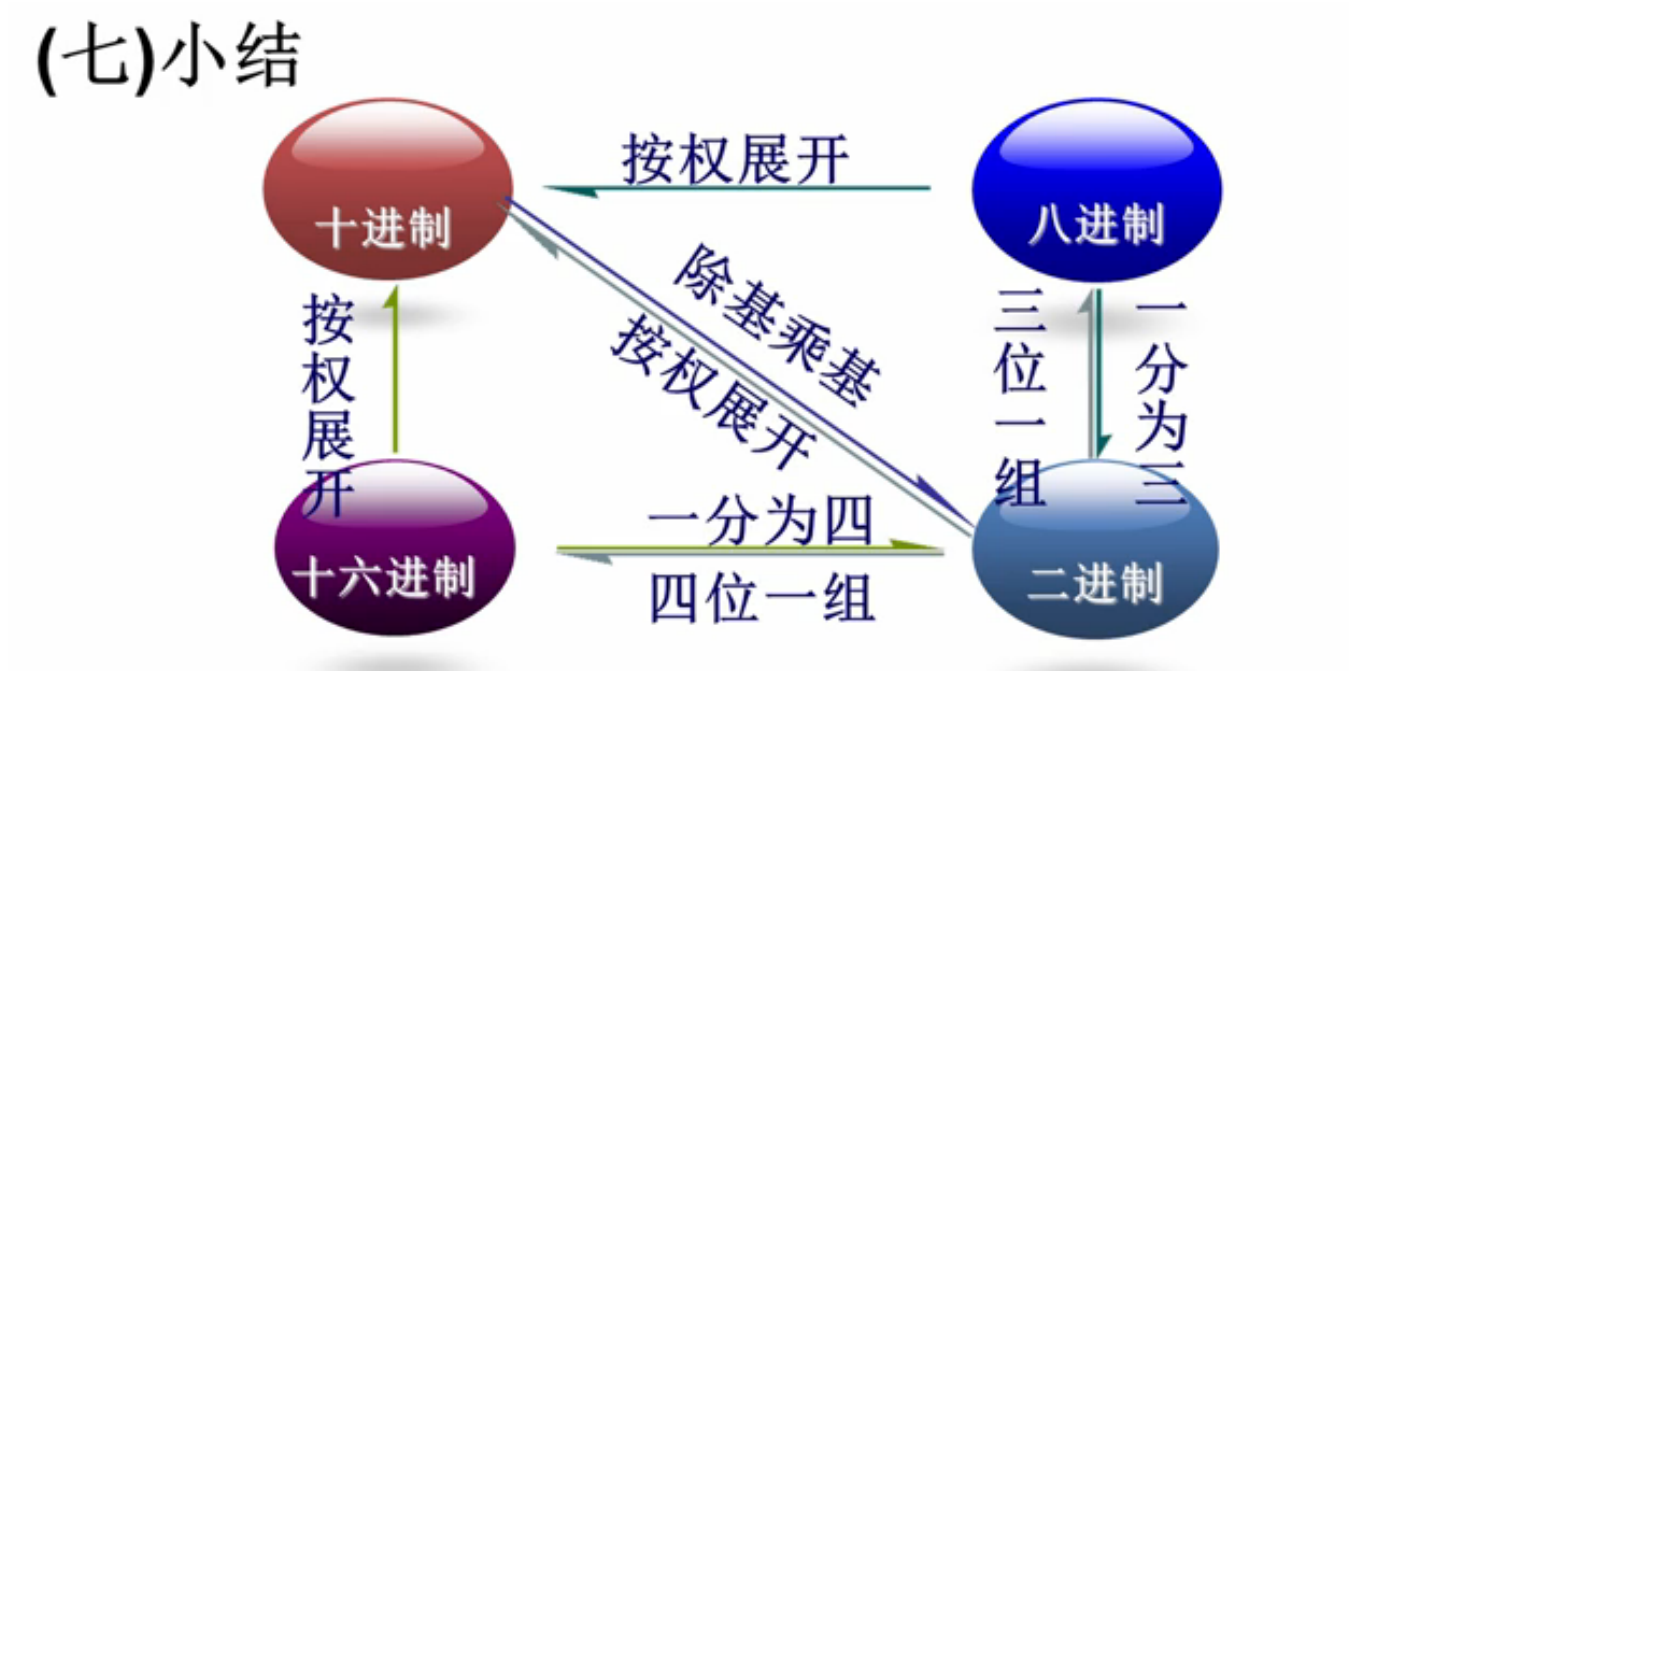 (七)小结
按权展开
十进制
八进制
除基乘基
按权展开
按权展开
三位一组
一分为三
一分为四
四位一组
十六进制
二进制